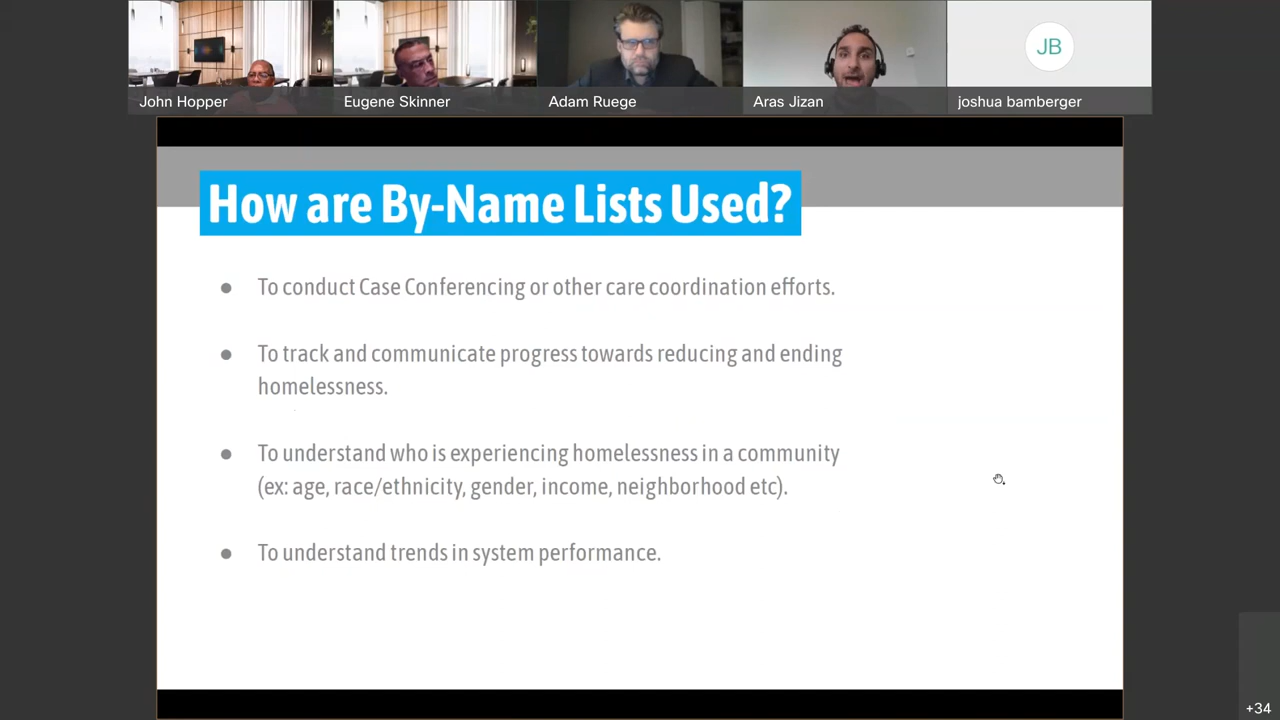 John Hopper
Eugene Skinner
Adam Ruege
Aras Jizan
JB
joshua bamberger
How are By-Name Lists Used?
● To conduct Case Conferencing or other care coordination efforts.
● To track and communicate progress towards reducing and ending
homelessness.
● To understand who is experiencing homelessness in a community
(ex: age, race/ethnicity, gender, income, neighborhood etc).
● To understand trends in system performance.
+34